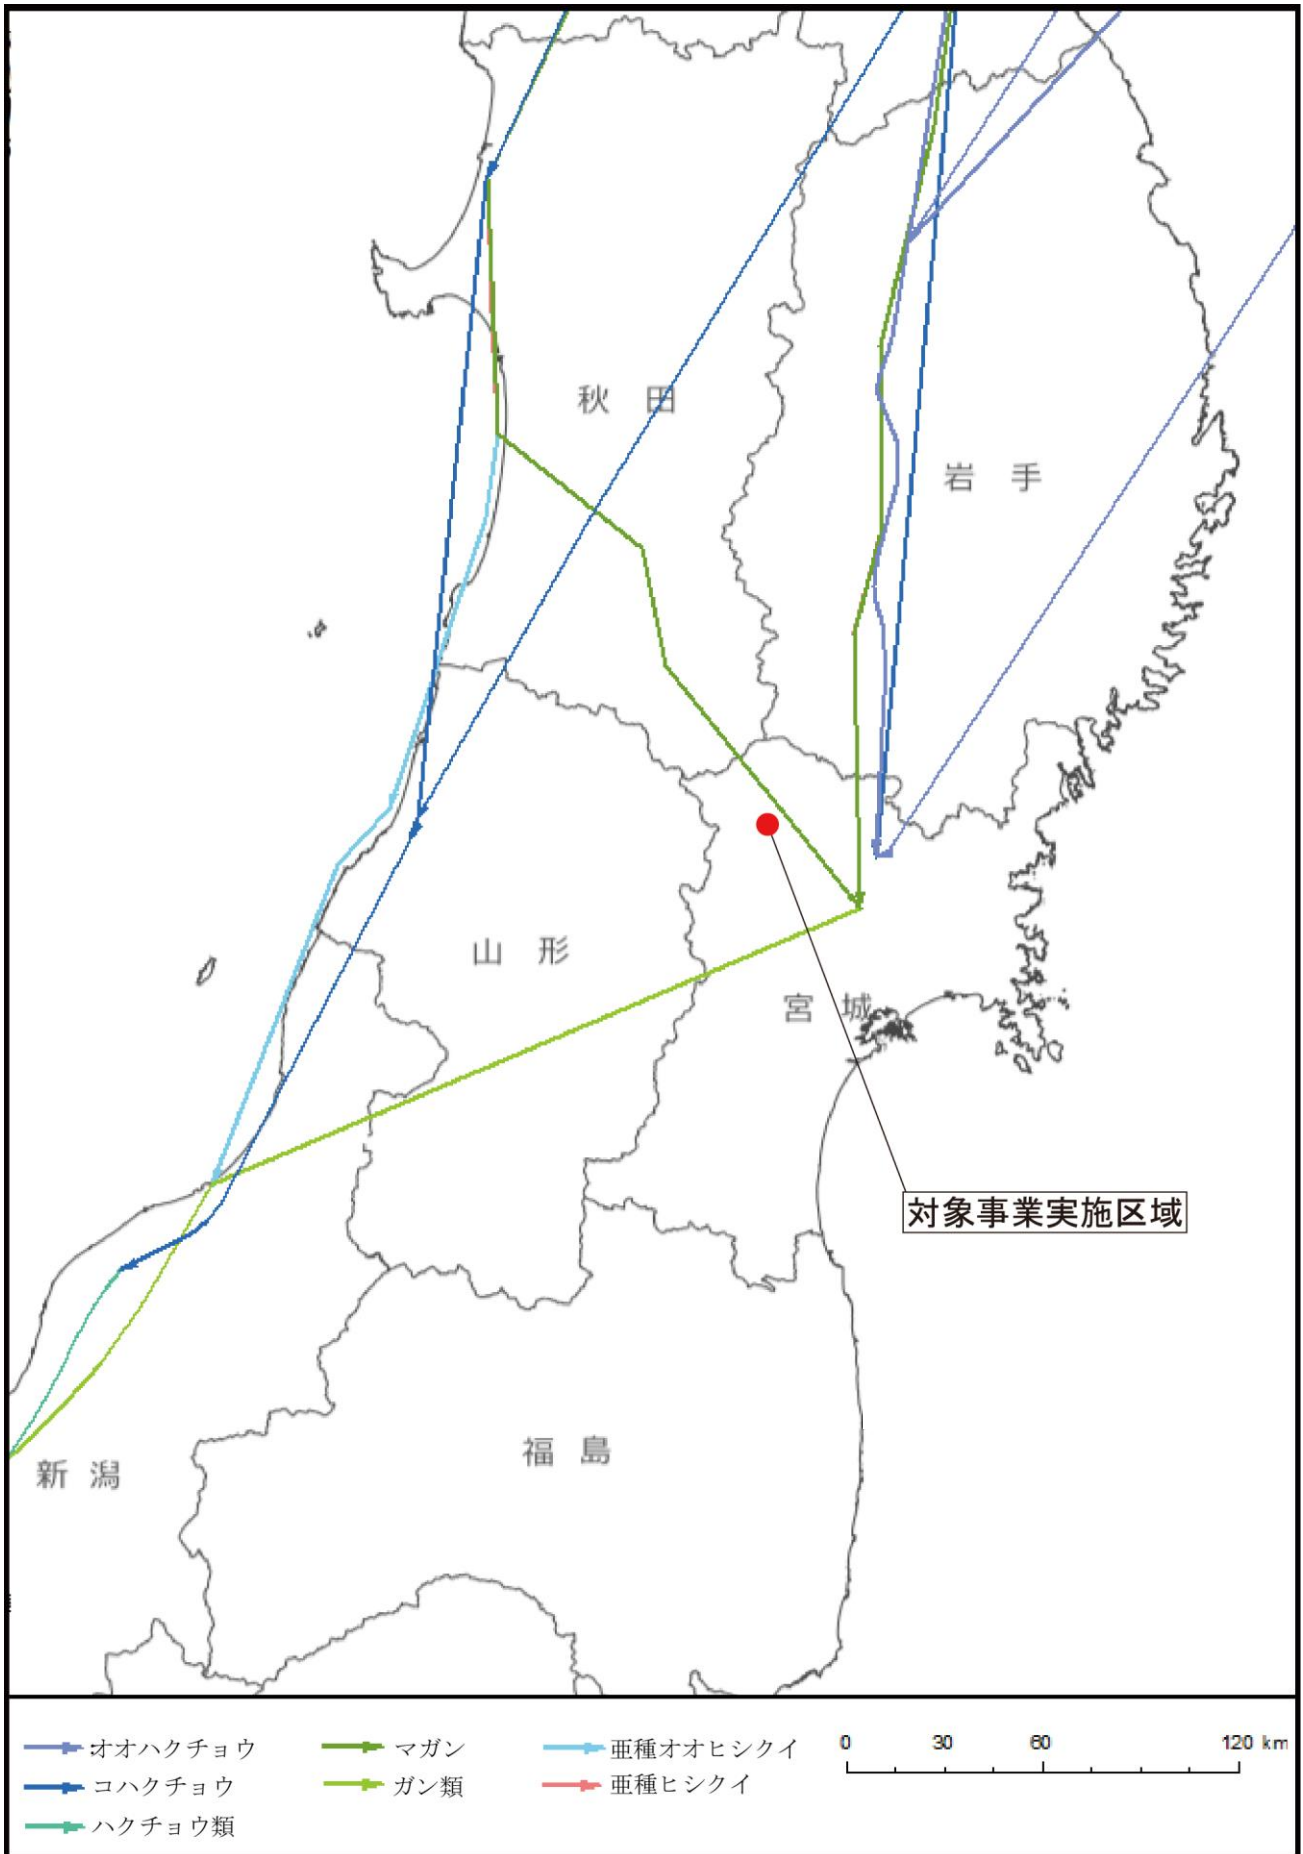 秋 田
岩 手
山 形
宮 城
対象事業実施区域
福 島
新 潟
オオハクチョウ
マガン
亜種オオヒシクイ
0 30 60 120 km
コハクチョウ
ガン類
亜種ヒシクイ
ハクチョウ類